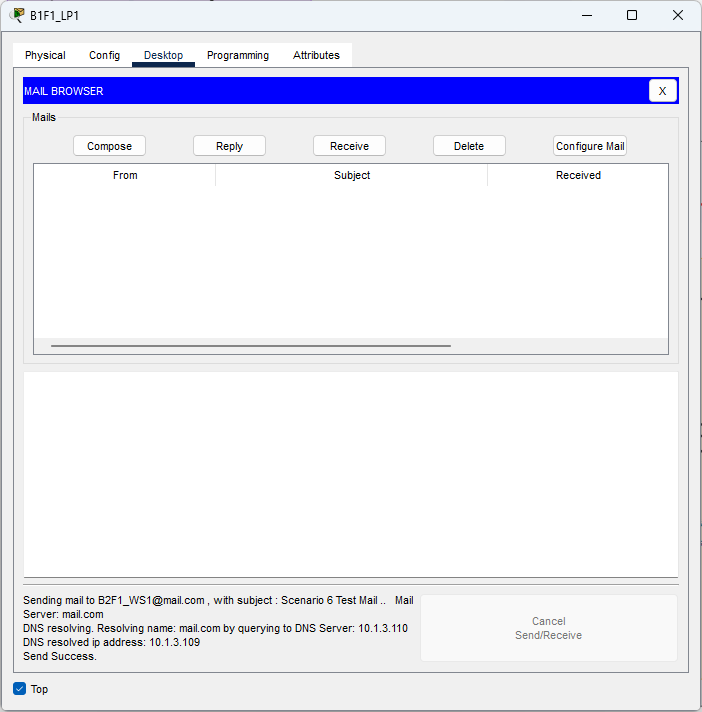 B1F1_LP1
Physical Config Desktop Programming Attributes
MAIL BROWSER X
Mails
Compose Reply Receive Delete Configure Mail
From Subject Received
Sending mail to B2F1_WS1@mail.com , with subject : Scenario 6 Test Mail .. Mail
Server: mail.com
DNS resolving. Resolving name: mail.com by querying to DNS Server: 10.1.3.110
DNS resolved ip address: 10.1.3.109
Send Success.
Cancel
Send/Receive
Top